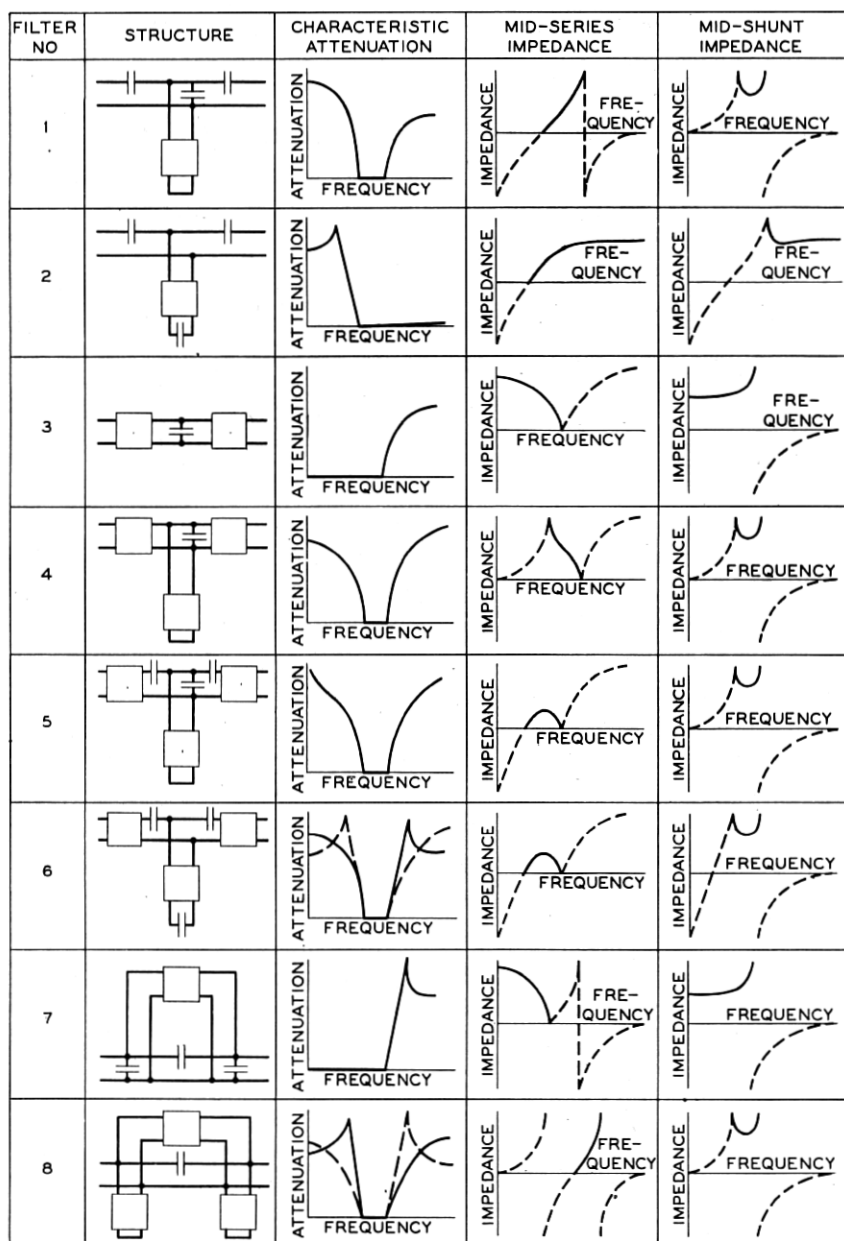 FILTER NO
STRUCTURE
CHARACTERISTIC ATTENUATION
MID-SERIES IMPEDANCE
MID-SHUNT IMPEDANCE
1
ATTENUATION
FREQUENCY
IMPEDANCE
FRE-
QUENCY
IMPEDANCE
FREQUENCY
2
ATTENUATION
FREQUENCY
IMPEDANCE
FRE-
QUENCY
IMPEDANCE
FRE-
QUENCY
3
ATTENUATION
FREQUENCY
IMPEDANCE
FREQUENCY
IMPEDANCE
FRE-
QUENCY
4
ATTENUATION
FREQUENCY
IMPEDANCE
FREQUENCY
IMPEDANCE
FREQUENCY
5
ATTENUATION
FREQUENCY
IMPEDANCE
FREQUENCY
IMPEDANCE
FREQUENCY
6
ATTENUATION
FREQUENCY
IMPEDANCE
FREQUENCY
IMPEDANCE
FREQUENCY
7
ATTENUATION
FREQUENCY
IMPEDANCE
FRE-
QUENCY
IMPEDANCE
FREQUENCY
8
ATTENUATION
FREQUENCY
IMPEDANCE
FRE-
QUENCY
IMPEDANCE
FREQUENCY